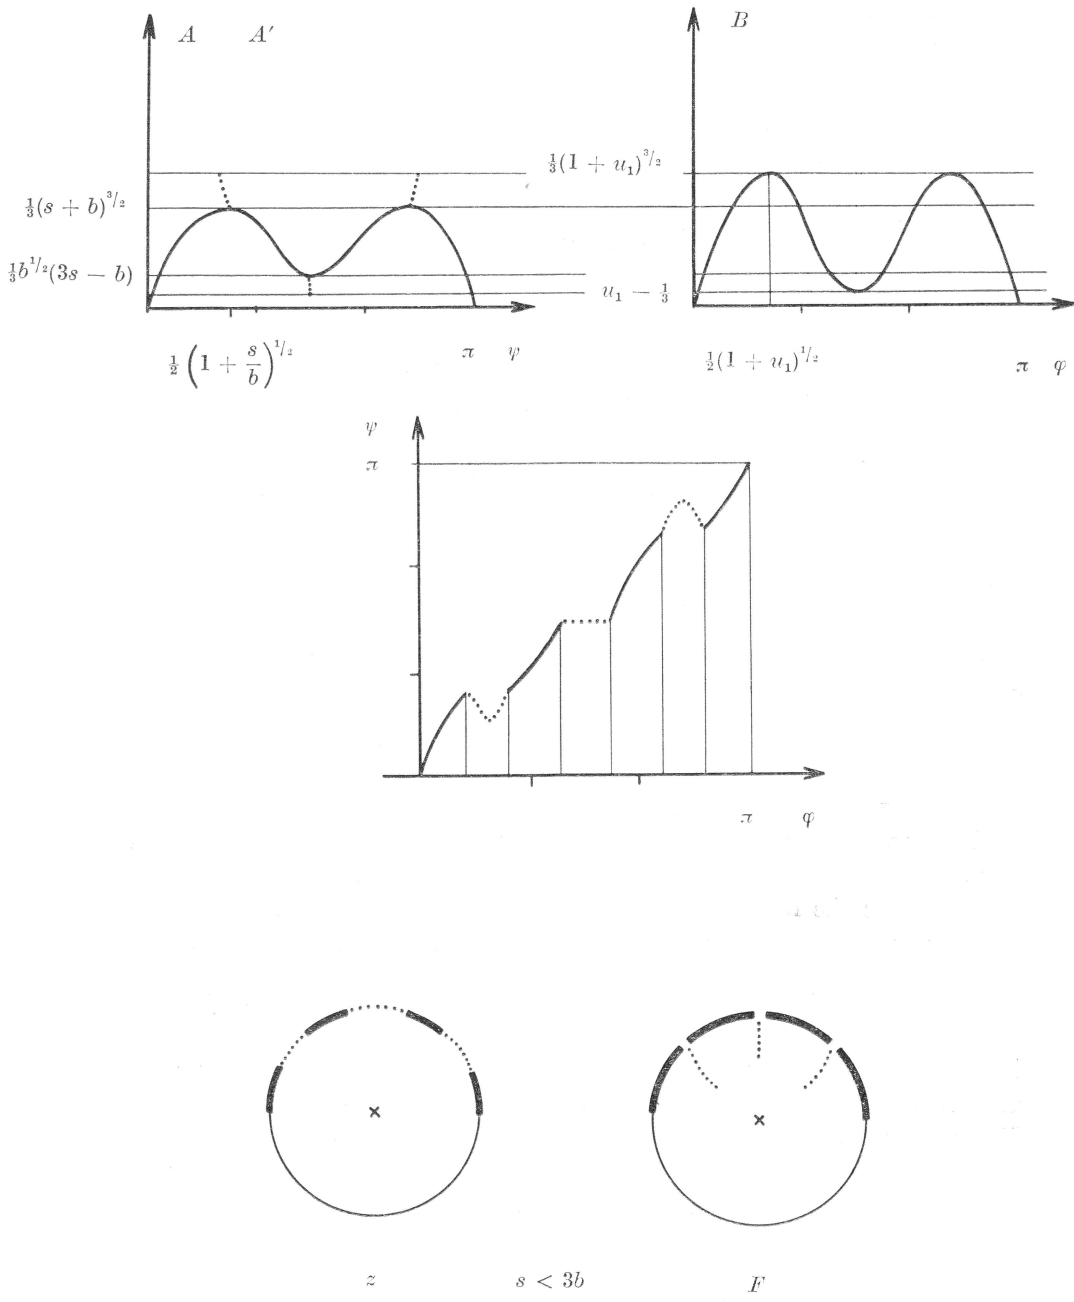 A A′ B
⅓(1 + u₁)^{3/2}
⅓(s + b)^{3/2}
⅓b^{1/2}(3s − b)
u₁ − ⅓
½(1 + s/b)^{1/2} π ψ ½(1 + u₁)^{1/2} π φ
ψ
π
π φ
z s < 3b F